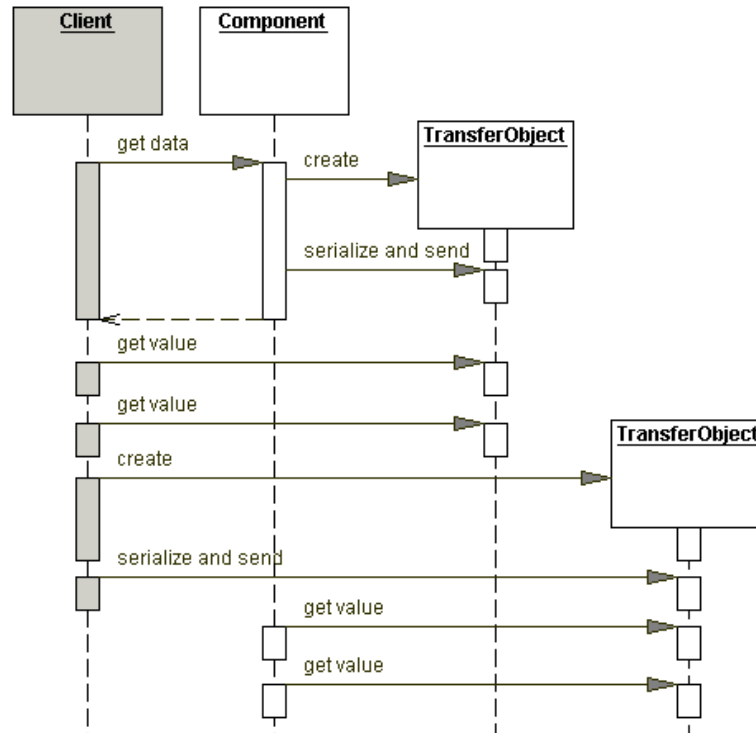 Client
Component
TransferObject
get data
create
serialize and send
get value
get value
TransferObject
create
serialize and send
get value
get value